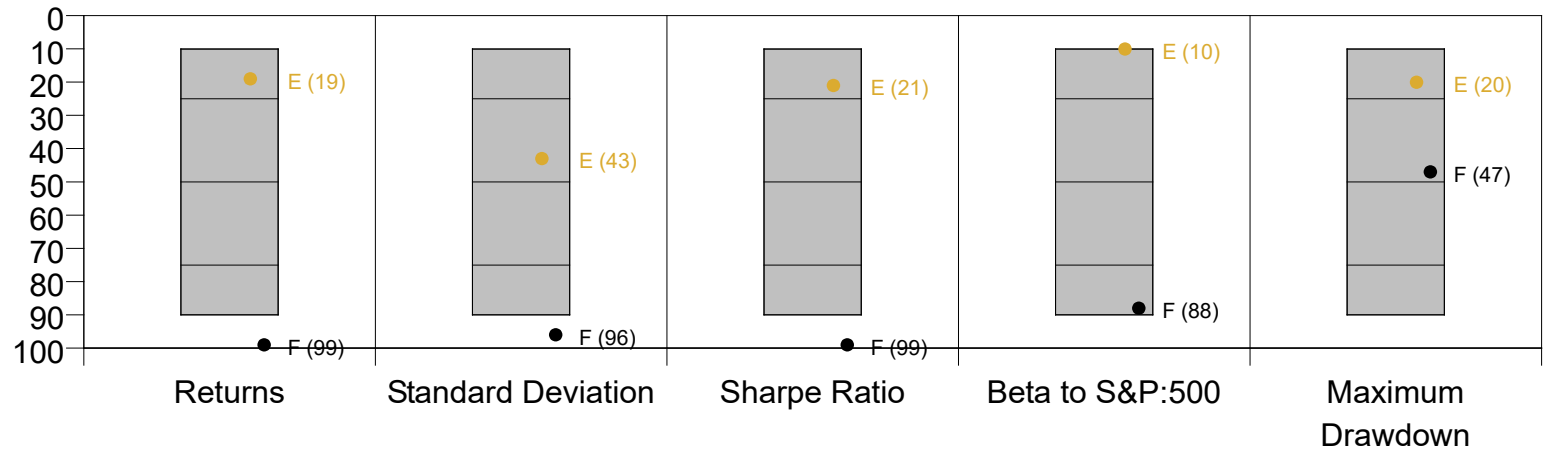 0
10
20
30
40
50
60
70
80
90
100
E (19)
F (99)
E (43)
F (96)
E (21)
F (99)
E (10)
F (88)
E (20)
F (47)
Returns
Standard Deviation
Sharpe Ratio
Beta to S&P:500
Maximum
Drawdown